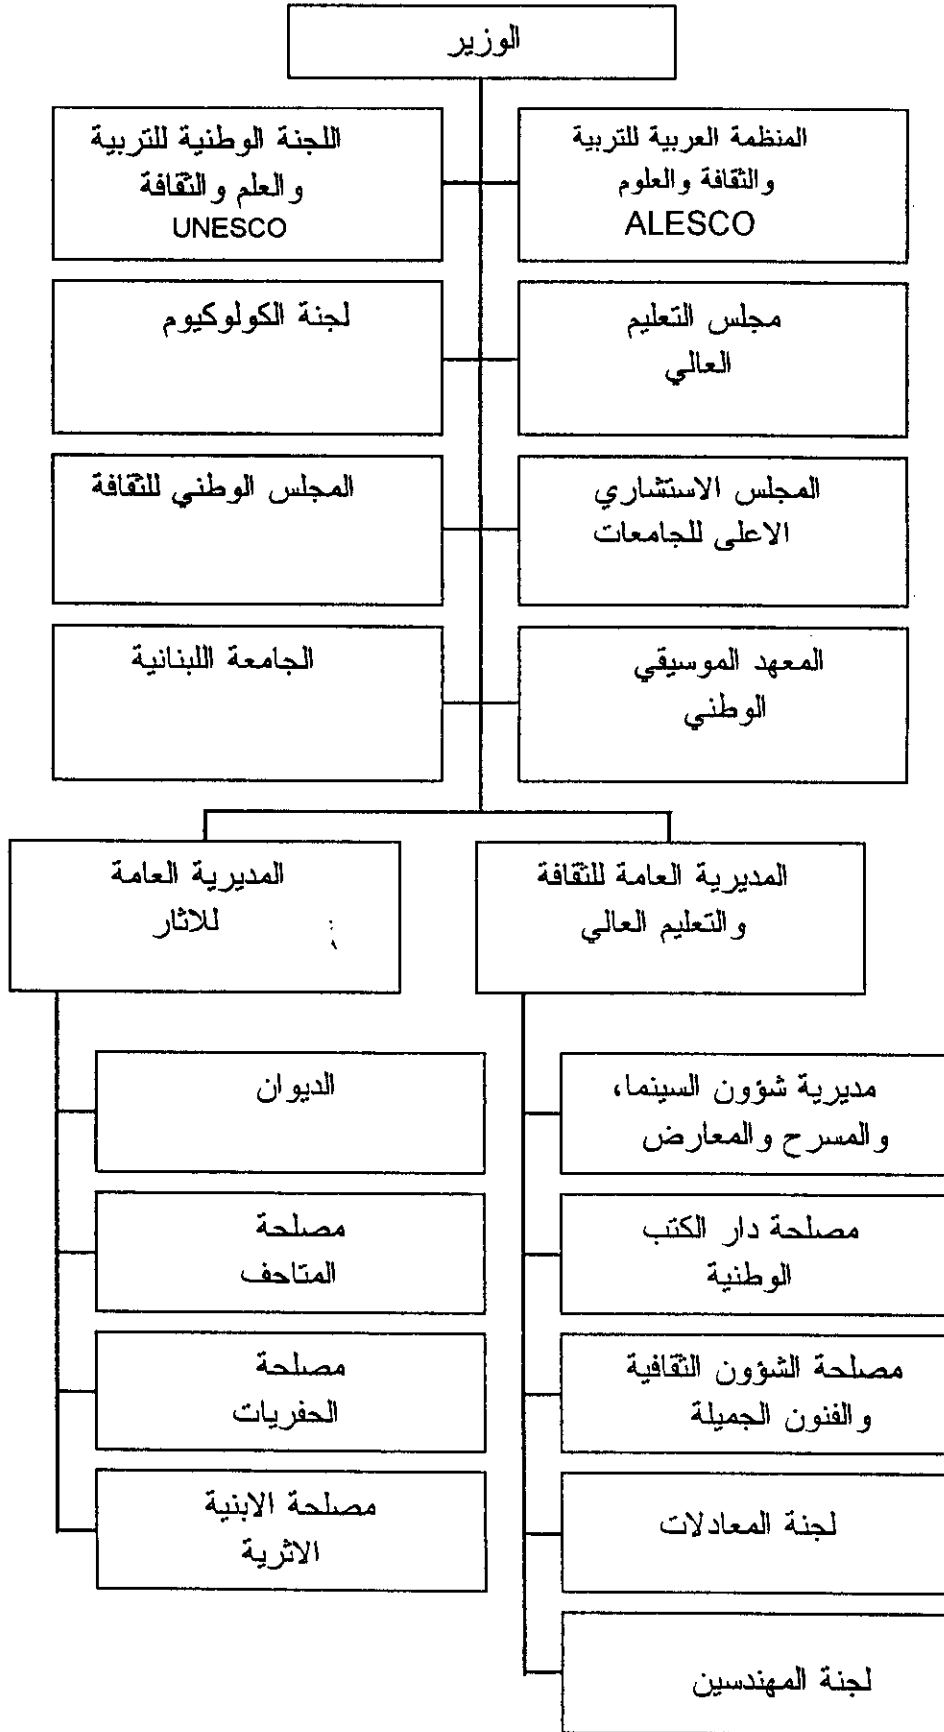 الوزير
المنظمة العربية للتربية
والثقافة والعلوم
ALESCO
اللجنة الوطنية للتربية
والعلم والثقافة
UNESCO
مجلس التعليم
العالي
لجنة الكولوكيوم
المجلس الاستشاري
الاعلى للجامعات
المجلس الوطني للثقافة
المعهد الموسيقي
الوطني
الجامعة اللبنانية
المديرية العامة للثقافة
والتعليم العالي
المديرية العامة
للاثار
مديرية شؤون السينما،
والمسرح والمعارض
مصلحة دار الكتب
الوطنية
مصلحة الشؤون الثقافية
والفنون الجميلة
لجنة المعادلات
لجنة المهندسين
الديوان
مصلحة
المتاحف
مصلحة
الحفريات
مصلحة الابنية
الاثرية